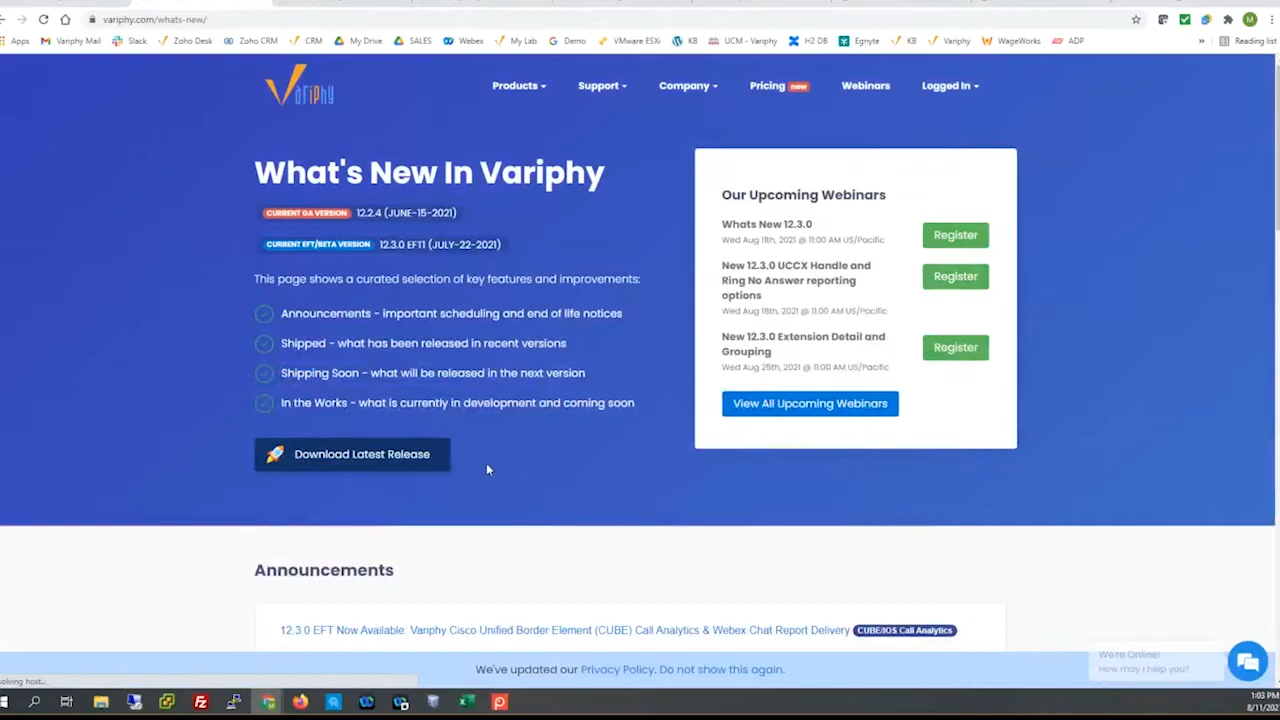 variphy.com/whats-new/
Apps
Variphy Mail
Slack
Zoho Desk
Zoho CRM
CRM
My Drive
SALES
Webex
My Lab
Demo
VMware ESXi
KB
UCM - Variphy
H2 DB
Egnyte
KB
Variphy
WageWorks
ADP
»
Reading list
M
Variphy
Products
Support
Company
Pricing new
Webinars
Logged In
What's New In Variphy
CURRENT GA VERSION 12.2.4 (JUNE-15-2021)
CURRENT EFT/BETA VERSION 12.3.0 EFT1 (JULY-22-2021)
This page shows a curated selection of key features and improvements:
Announcements - important scheduling and end of life notices
Shipped - what has been released in recent versions
Shipping Soon - what will be released in the next version
In the Works - what is currently in development and coming soon
Download Latest Release
Our Upcoming Webinars
Whats New 12.3.0
Wed Aug 11th, 2021 @ 11:00 AM US/Pacific
Register
New 12.3.0 UCCX Handle and
Ring No Answer reporting
options
Wed Aug 18th, 2021 @ 11:00 AM US/Pacific
Register
New 12.3.0 Extension Detail and
Grouping
Wed Aug 25th, 2021 @ 11:00 AM US/Pacific
Register
View All Upcoming Webinars
Announcements
12.3.0 EFT Now Available: Variphy Cisco Unified Border Element (CUBE) Call Analytics & Webex Chat Report Delivery CUBE/IOS Call Analytics
We're Online!
How may I help you?
We've updated our Privacy Policy. Do not show this again.
solving host...
1:03 PM
8/11/202